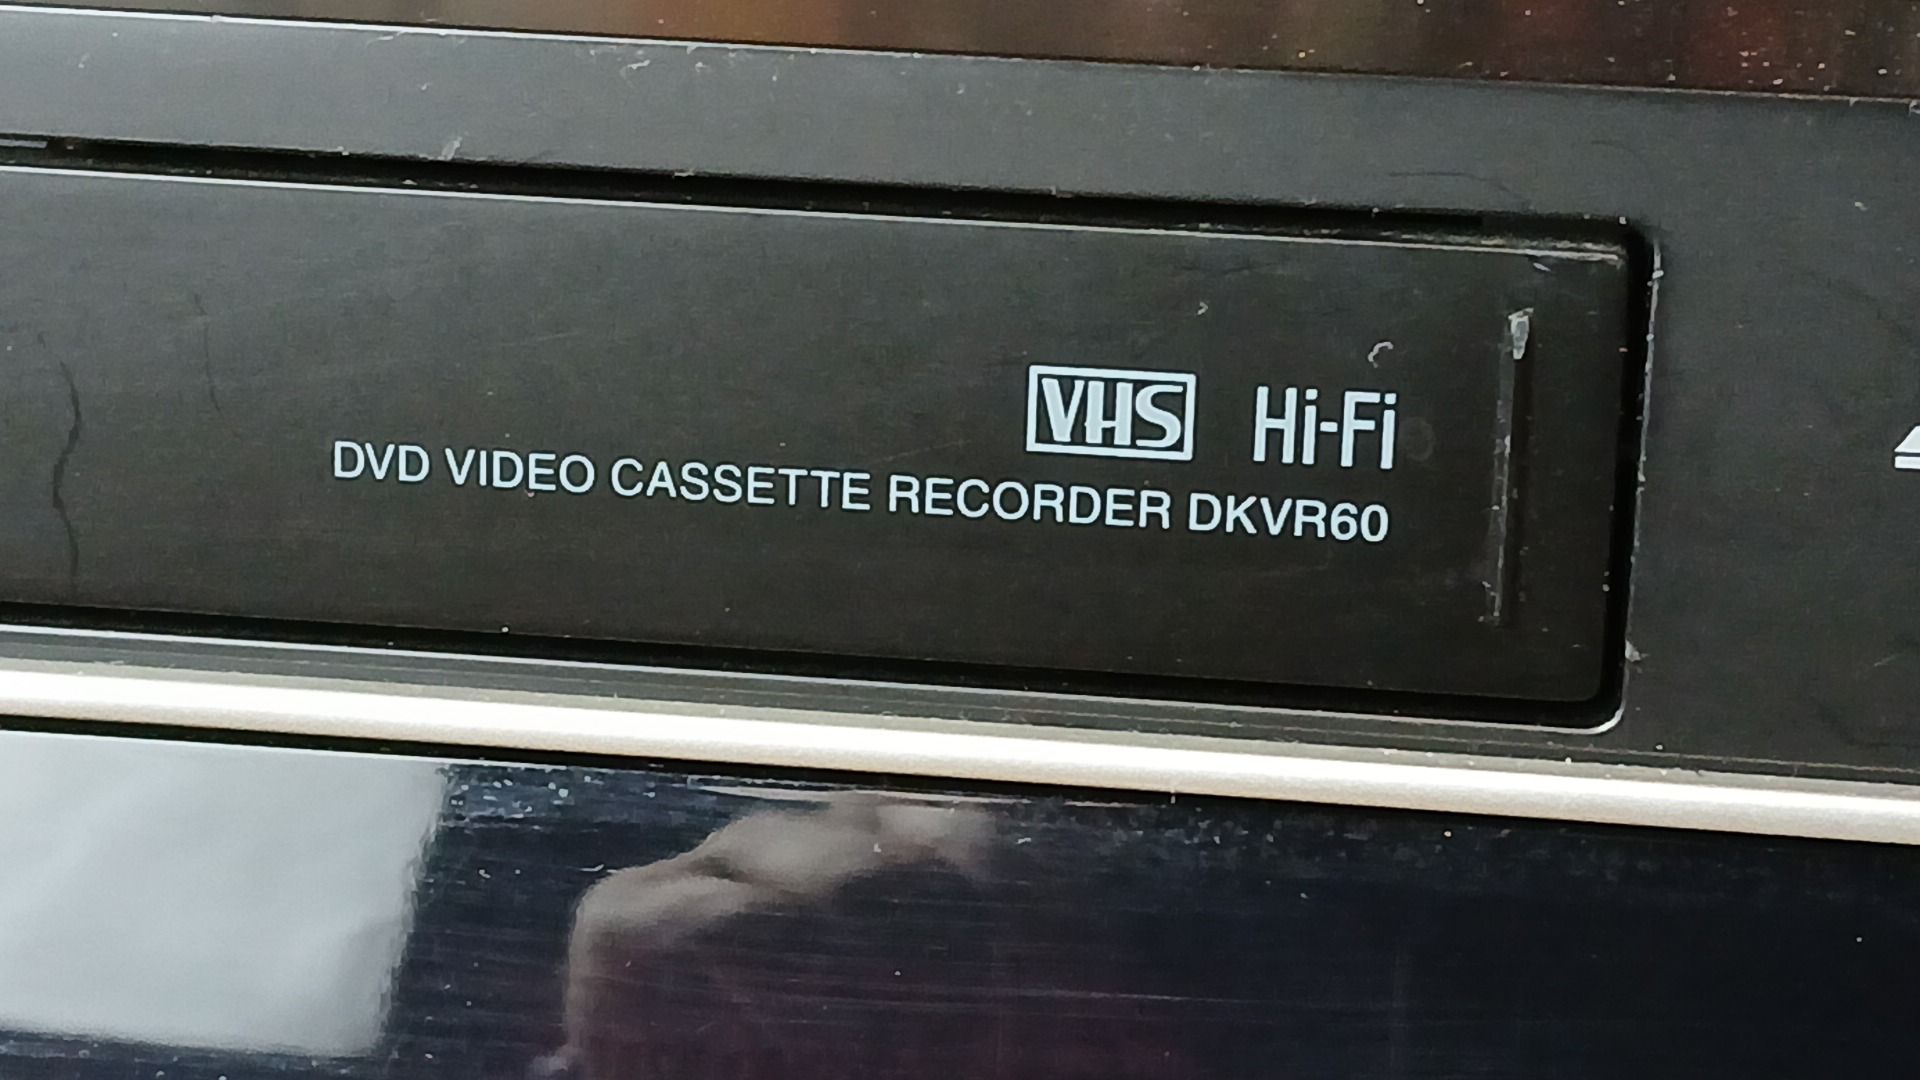 VHS Hi-Fi
DVD VIDEO CASSETTE RECORDER DKVR60